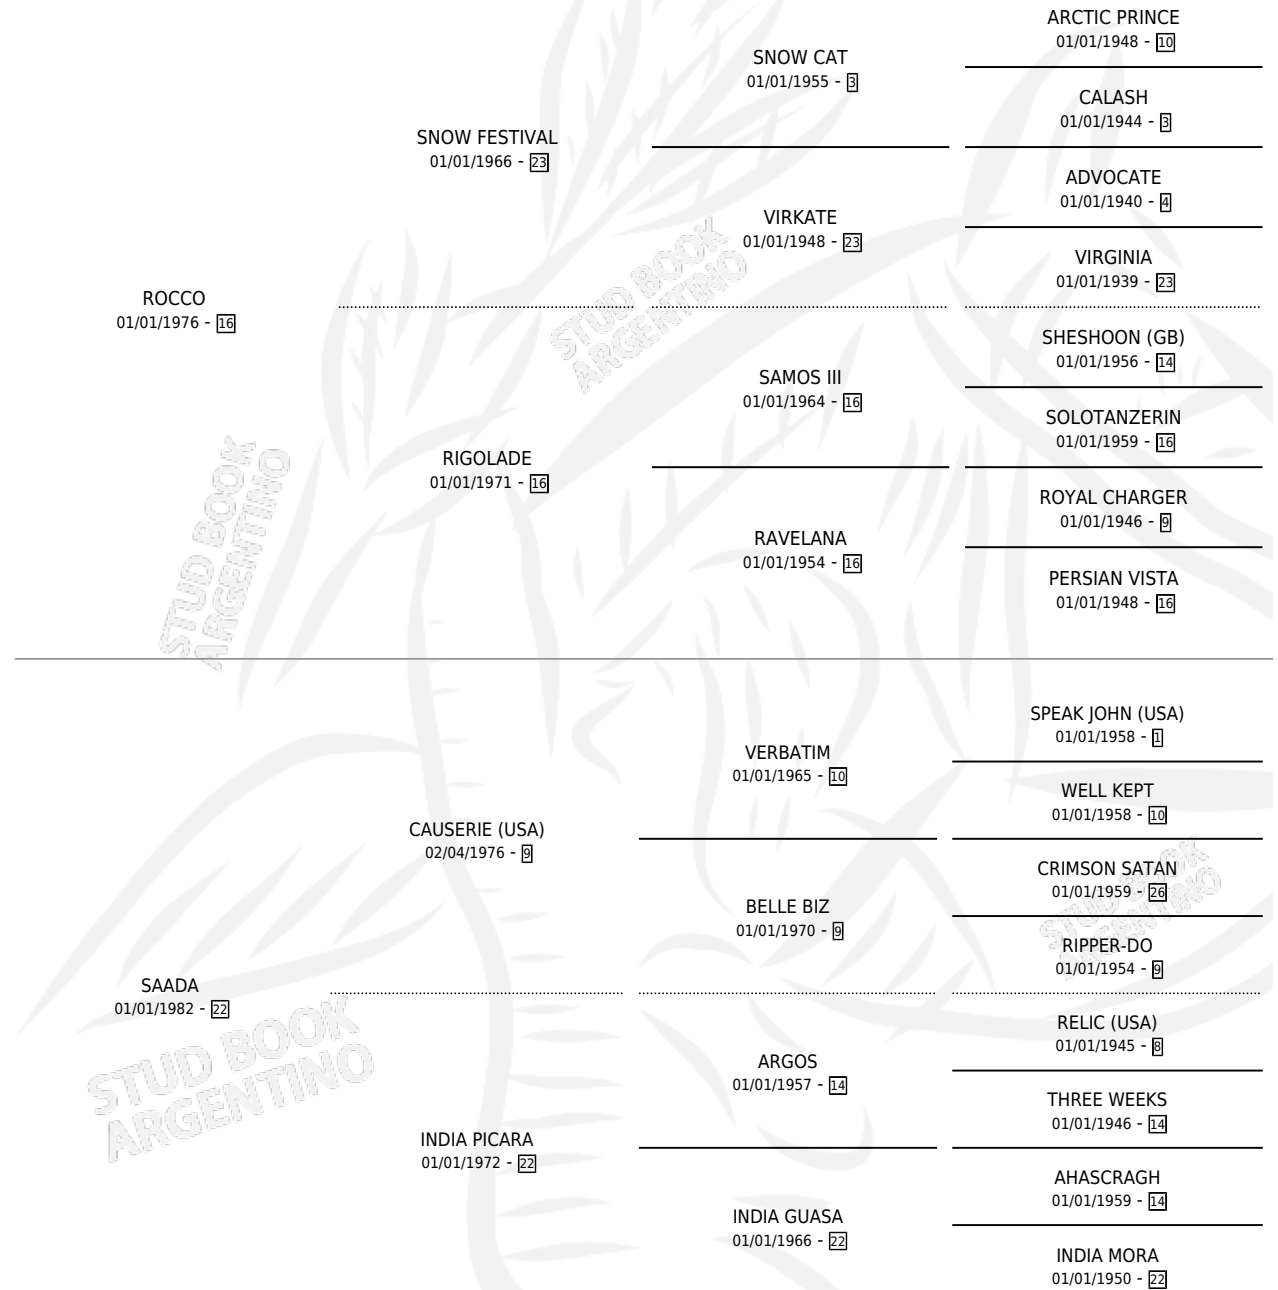 ARCTIC PRINCE
01/01/1948 - 10
SNOW CAT
01/01/1955 - 3
CALASH
01/01/1944 - 3
SNOW FESTIVAL
01/01/1966 - 23
ADVOCATE
01/01/1940 - 4
VIRKATE
01/01/1948 - 23
VIRGINIA
01/01/1939 - 23
STUD BOOK
ARGENTINO
ROCCO
01/01/1976 - 16
SHESHOON (GB)
01/01/1956 - 14
SAMOS III
01/01/1964 - 16
SOLOTANZERIN
01/01/1959 - 16
RIGOLADE
01/01/1971 - 16
ROYAL CHARGER
01/01/1946 - 9
RAVELANA
01/01/1954 - 16
PERSIAN VISTA
01/01/1948 - 16
STUD BOOK
ARGENTINO
SPEAK JOHN (USA)
01/01/1958 - 1
VERBATIM
01/01/1965 - 10
WELL KEPT
01/01/1958 - 10
CAUSERIE (USA)
02/04/1976 - 9
CRIMSON SATAN
01/01/1959 - 26
BELLE BIZ
01/01/1970 - 9
RIPPER-DO
01/01/1954 - 9
STUD BOOK
ARGENTINO
SAADA
01/01/1982 - 22
RELIC (USA)
01/01/1945 - 8
ARGOS
01/01/1957 - 14
THREE WEEKS
01/01/1946 - 14
INDIA PICARA
01/01/1972 - 22
AHASCRAGH
01/01/1959 - 14
INDIA GUASA
01/01/1966 - 22
INDIA MORA
01/01/1950 - 22
STUD BOOK
ARGENTINO